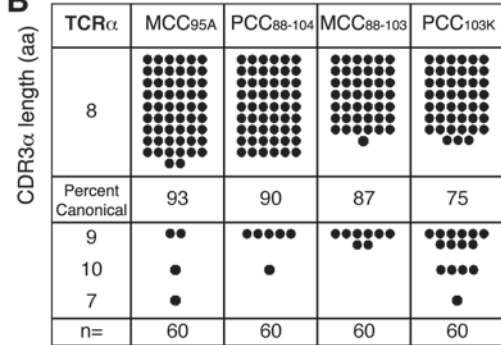 B
TCRα MCC95A PCC88-104 MCC88-103 PCC103K
CDR3α length (aa)
8
Percent Canonical 93 90 87 75
9
10
7
n= 60 60 60 60